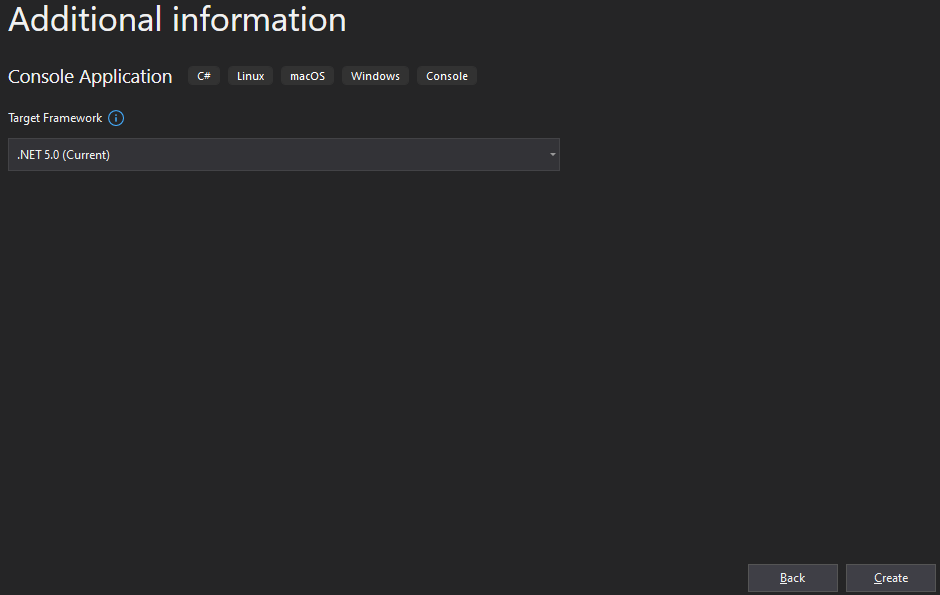 Additional information
Console Application C# Linux macOS Windows Console
Target Framework
.NET 5.0 (Current)
Back Create